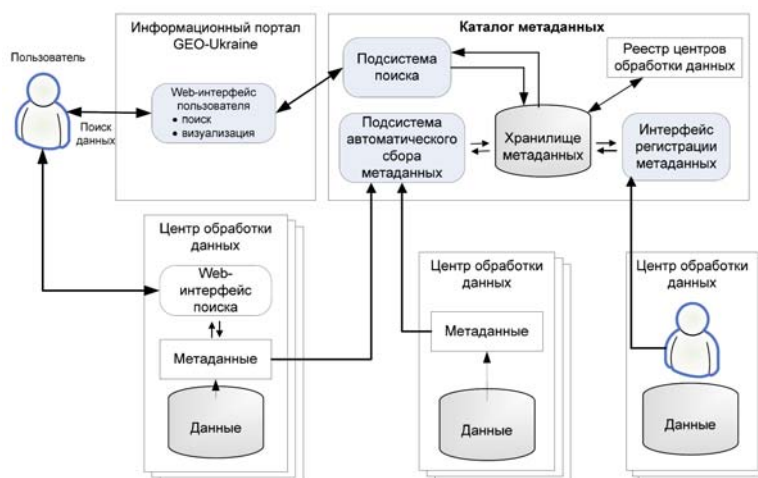 Пользователь
Поиск
данных
Информационный портал
GEO-Ukraine
Web-интерфейс
пользователя
• поиск
• визуализация
Каталог метаданных
Подсистема
поиска
Реестр центров
обработки данных
Подсистема
автоматического
сбора
метаданных
Хранилище
метаданных
Интерфейс
регистрации
метаданных
Центр обработки
данных
Web-
интерфейс
поиска
Метаданные
Данные
Центр обработки
данных
Метаданные
Данные
Центр обработки
данных
Данные